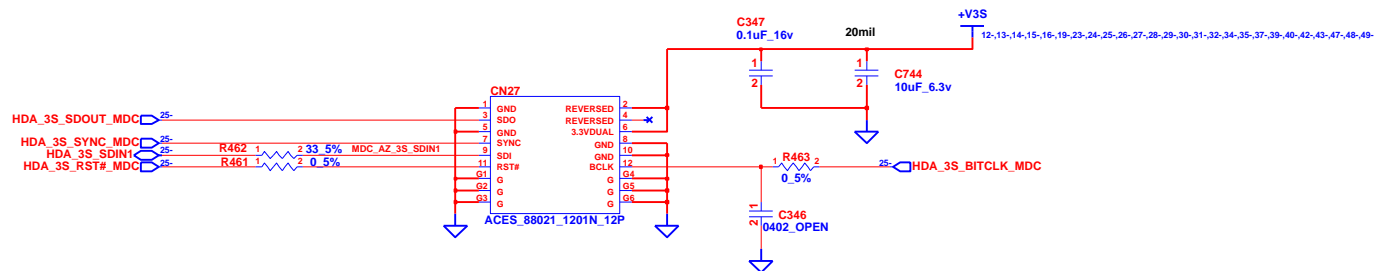 +V3S
C347
0.1uF_16v
20mil
12-,13-,14-,15-,16-,19-,23-,24-,25-,26-,27-,28-,29-,30-,31-,32-,34-,35-,37-,39-,40-,42-,43-,47-,48-,49-
1
2
1
2
C744
10uF_6.3v
CN27
1 GND REVERSED 2
HDA_3S_SDOUT_MDC 25- 3 SDO REVERSED 4
5 GND 3.3VDUAL 6
HDA_3S_SYNC_MDC 25- 7 SYNC GND 8
HDA_3S_SDIN1 25- R462 1 2 33_5% MDC_AZ_3S_SDIN1 9 SDI GND 10
HDA_3S_RST#_MDC 25- R461 1 2 0_5% 11 RST# BCLK 12 1 R463 2 0_5% 25- HDA_3S_BITCLK_MDC
G1 G G G4
G2 G G G5
G3 G G G6
ACES_88021_1201N_12P
1
2
C346
0402_OPEN